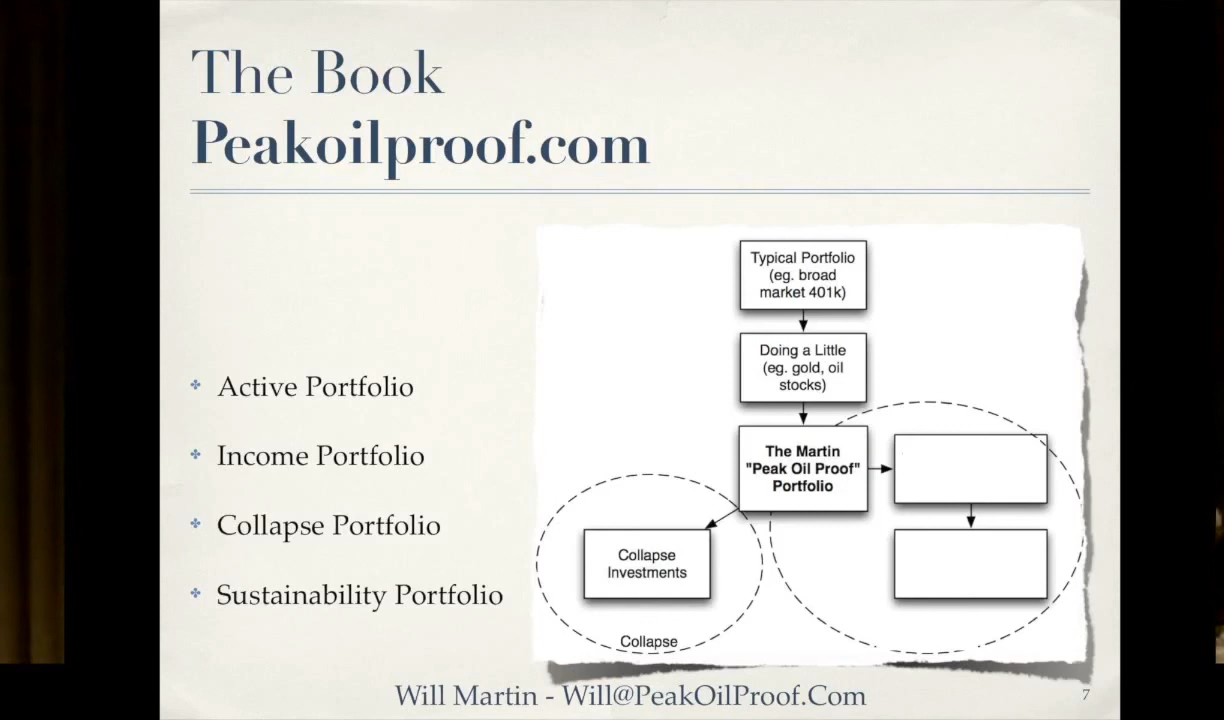 The Book
Peakoilproof.com
Active Portfolio
Income Portfolio
Collapse Portfolio
Sustainability Portfolio
Typical Portfolio
(eg. broad
market 401k)
Doing a Little
(eg. gold, oil
stocks)
The Martin
"Peak Oil Proof"
Portfolio
Collapse
Investments
Collapse
Will Martin - Will@PeakOilProof.Com
7